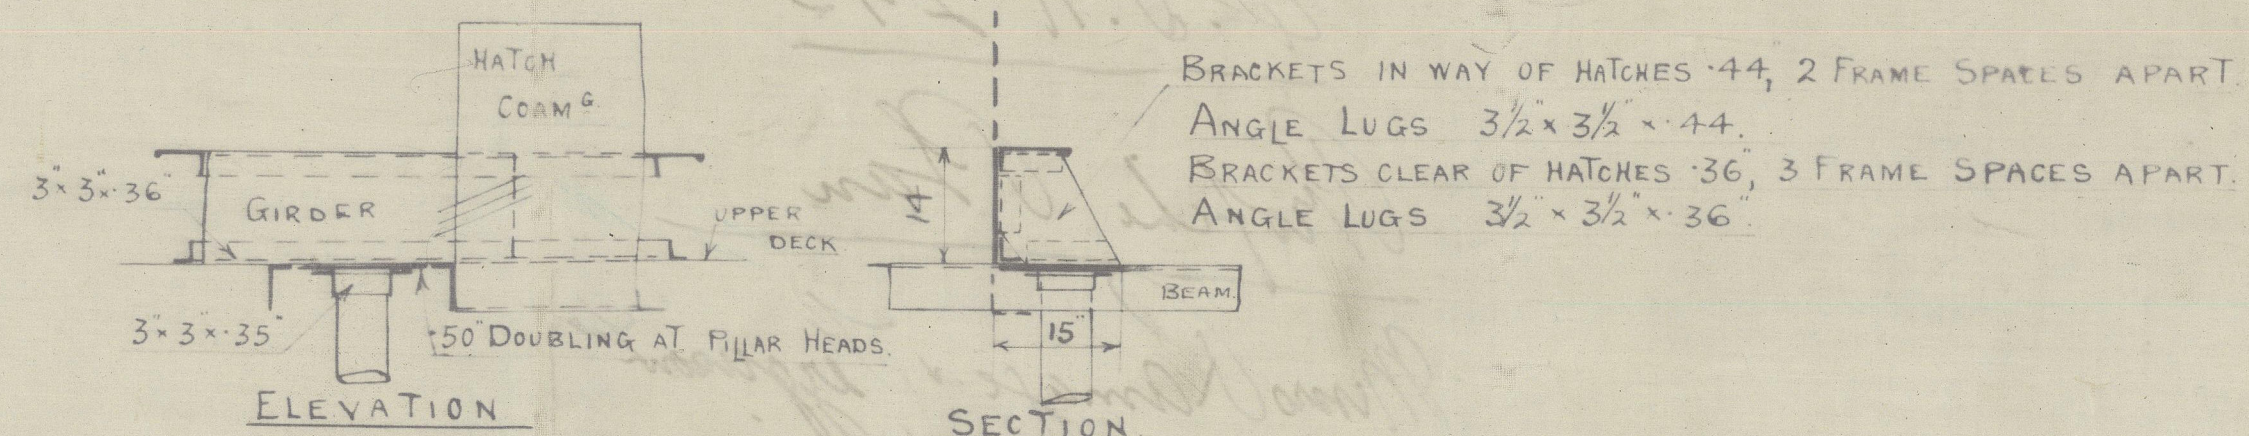 HATCH
COAMG.
3"× 3"×·36"
GIRDER
UPPER
DECK
3"× 3"×·35"
·50" DOUBLING AT PILLAR HEADS.
ELEVATION
14"
BEAM.
15"
SECTION
BRACKETS IN WAY OF HATCHES ·44", 2 FRAME SPACES APART.
ANGLE LUGS 3½"× 3½"×·44.
BRACKETS CLEAR OF HATCHES ·36", 3 FRAME SPACES APART.
ANGLE LUGS 3½"× 3½"×·36".